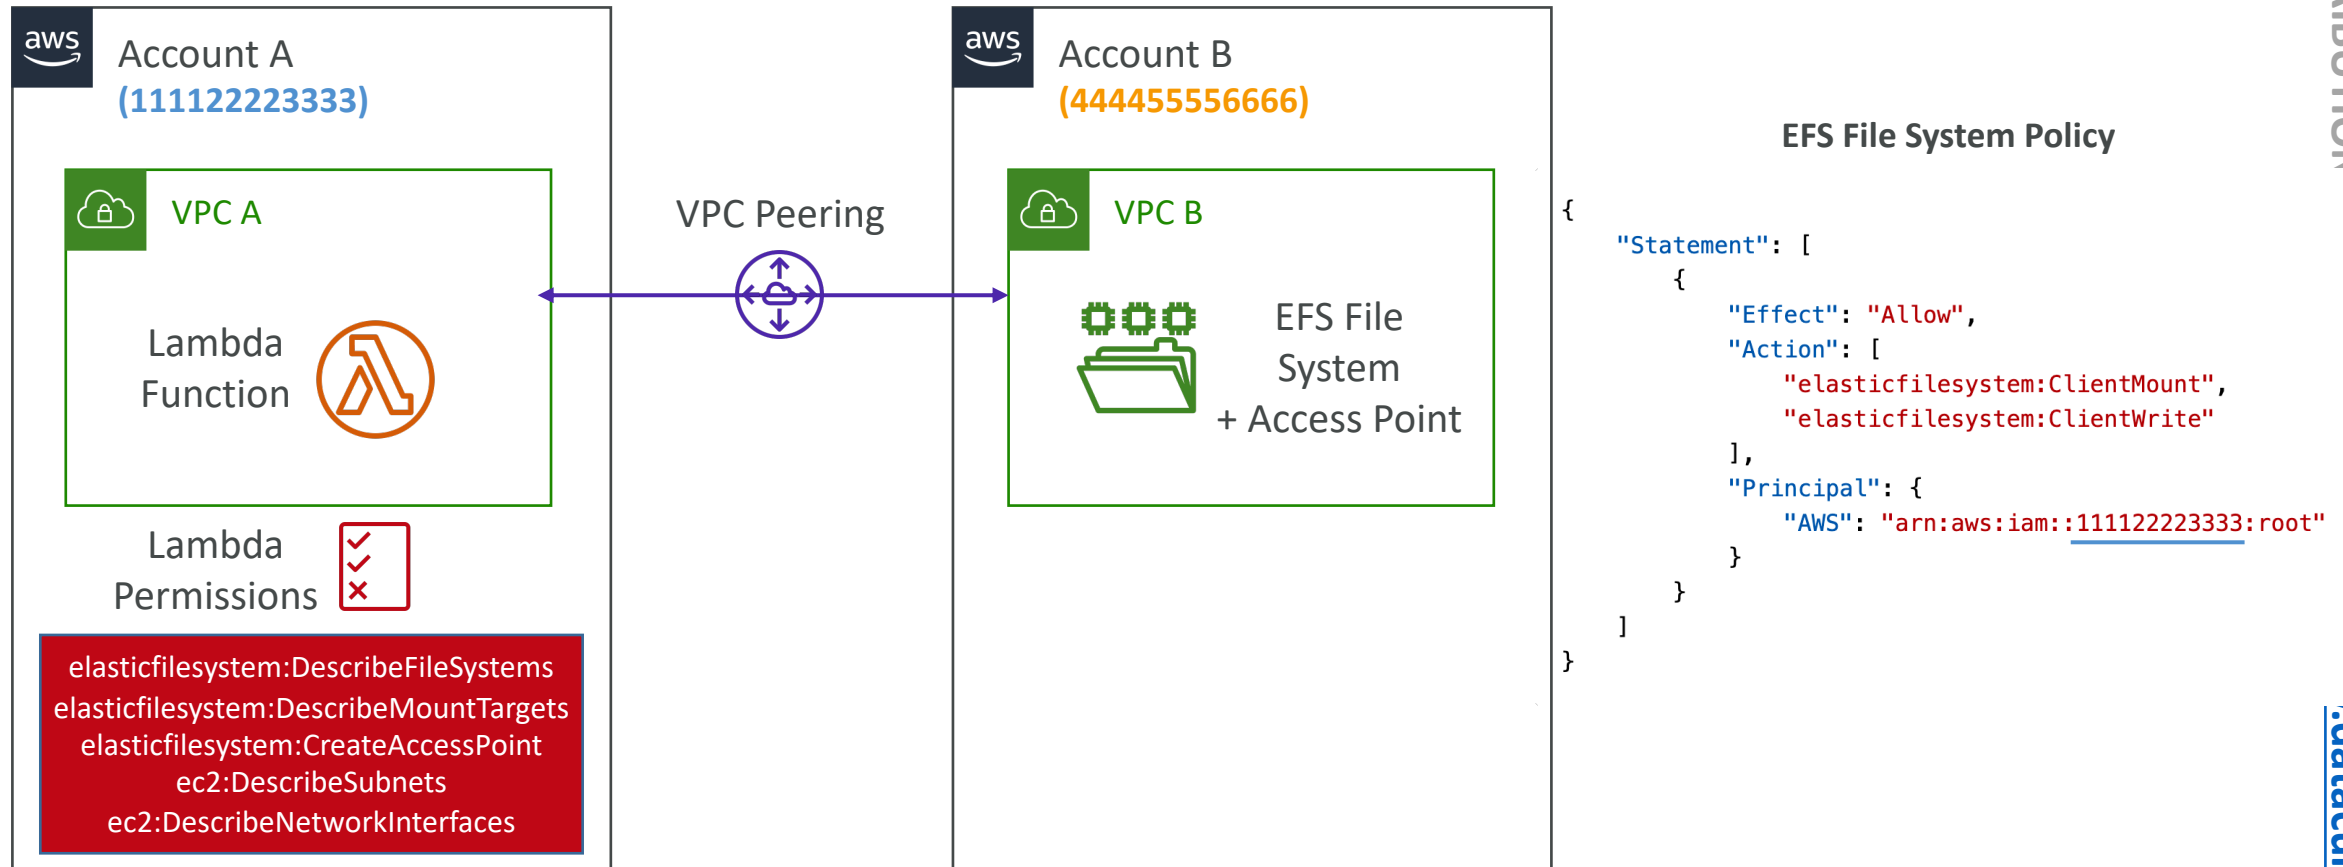 aws
Account A
(111122223333)
VPC A
Lambda
Function
Lambda
Permissions
elasticfilesystem:DescribeFileSystems
elasticfilesystem:DescribeMountTargets
elasticfilesystem:CreateAccessPoint
ec2:DescribeSubnets
ec2:DescribeNetworkInterfaces
VPC Peering
aws
Account B
(444455556666)
VPC B
EFS File
System
+ Access Point
EFS File System Policy
{
"Statement": [
{
"Effect": "Allow",
"Action": [
"elasticfilesystem:ClientMount",
"elasticfilesystem:ClientWrite"
],
"Principal": {
"AWS": "arn:aws:iam::111122223333:root"
}
}
]
}